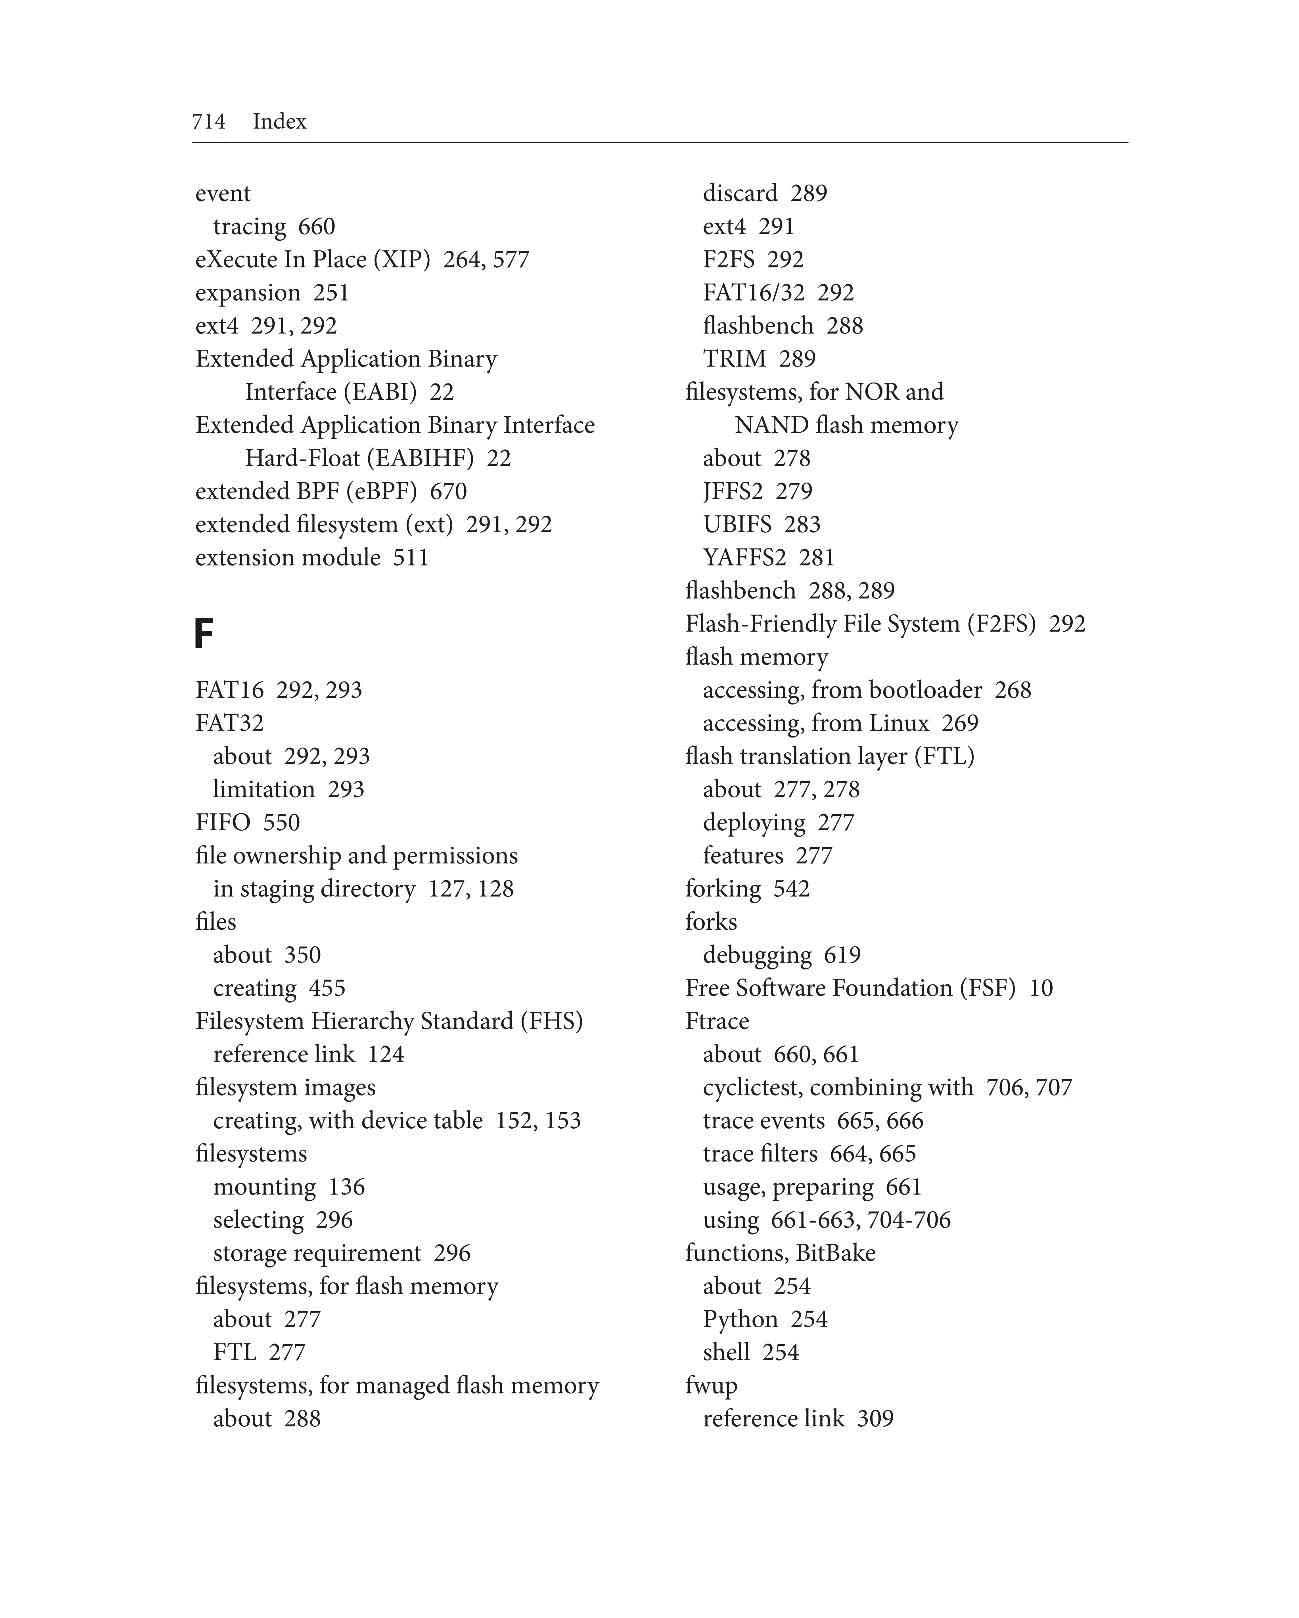 714 Index
event
tracing 660
eXecute In Place (XIP) 264, 577
expansion 251
ext4 291, 292
Extended Application Binary
Interface (EABI) 22
Extended Application Binary Interface
Hard-Float (EABIHF) 22
extended BPF (eBPF) 670
extended filesystem (ext) 291, 292
extension module 511
F
FAT16 292, 293
FAT32
about 292, 293
limitation 293
FIFO 550
file ownership and permissions
in staging directory 127, 128
files
about 350
creating 455
Filesystem Hierarchy Standard (FHS)
reference link 124
filesystem images
creating, with device table 152, 153
filesystems
mounting 136
selecting 296
storage requirement 296
filesystems, for flash memory
about 277
FTL 277
filesystems, for managed flash memory
about 288
discard 289
ext4 291
F2FS 292
FAT16/32 292
flashbench 288
TRIM 289
filesystems, for NOR and
NAND flash memory
about 278
JFFS2 279
UBIFS 283
YAFFS2 281
flashbench 288, 289
Flash-Friendly File System (F2FS) 292
flash memory
accessing, from bootloader 268
accessing, from Linux 269
flash translation layer (FTL)
about 277, 278
deploying 277
features 277
forking 542
forks
debugging 619
Free Software Foundation (FSF) 10
Ftrace
about 660, 661
cyclictest, combining with 706, 707
trace events 665, 666
trace filters 664, 665
usage, preparing 661
using 661-663, 704-706
functions, BitBake
about 254
Python 254
shell 254
fwup
reference link 309